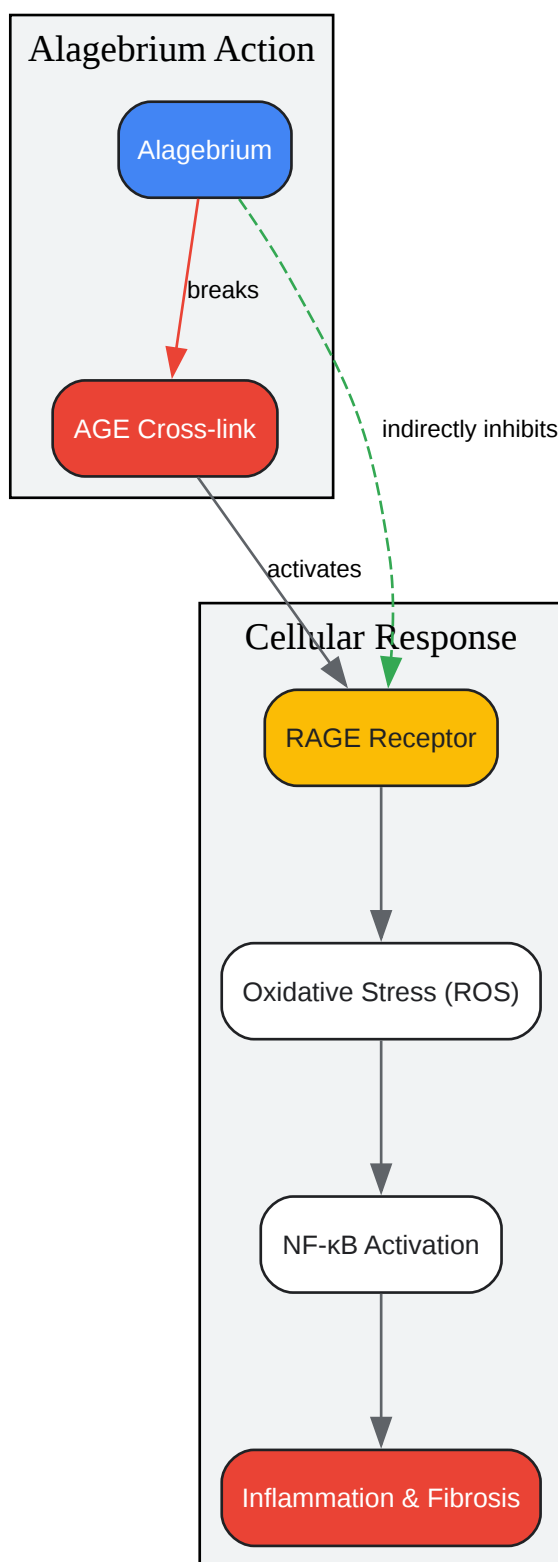 Alagebrium Action
Alagebrium
breaks
AGE Cross-link
indirectly inhibits
activates
Cellular Response
RAGE Receptor
Oxidative Stress (ROS)
NF-κB Activation
Inflammation & Fibrosis